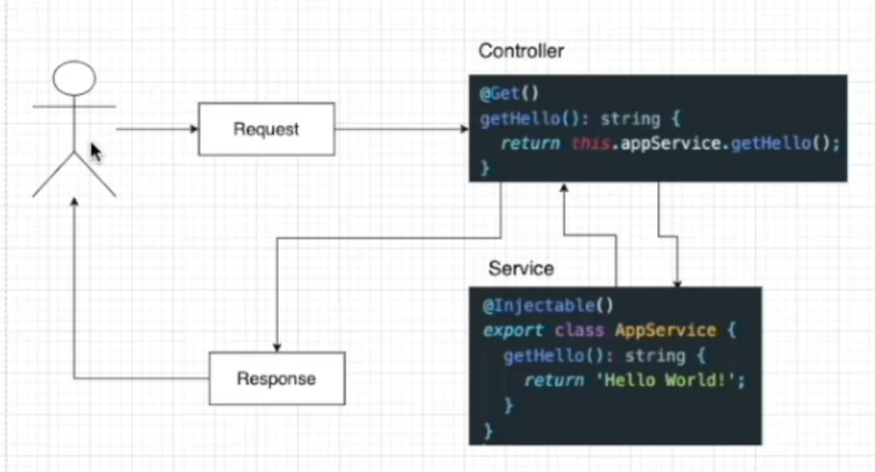 Controller
@Get()
getHello(): string {
return this.appService.getHello();
}
Request
Service
@Injectable()
export class AppService {
getHello(): string {
return 'Hello World!';
}
}
Response